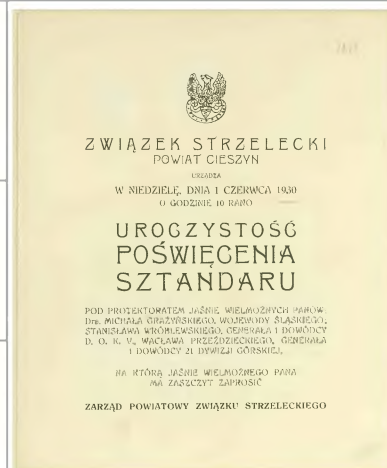 ZWIĄZEK STRZELECKI
POWIAT CIESZYN
URZĄDZA
W NIEDZIELĘ, DNIA 1 CZERWCA 1930
O GODZINIE 10 RANO
UROCZYSTOŚĆ
POŚWIĘCENIA
SZTANDARU
POD PROTEKTORATEM JAŚNIE WIELMOŻNYCH PANÓW:
Dra. MICHAŁA GRAŻYŃSKIEGO, WOJEWODY ŚLĄSKIEGO;
STANISŁAWA WRÓBLEWSKIEGO, GENERAŁA I DOWÓDCY
D. O. K. V., WACŁAWA PRZEŹDZIECKIEGO, GENERAŁA
I DOWÓDCY 21 DYWIZJI GÓRSKIEJ,
NA KTÓRĄ JAŚNIE WIELMOŻNEGO PANA
MA ZASZCZYT ZAPROSIĆ
ZARZĄD POWIATOWY ZWIĄZKU STRZELECKIEGO